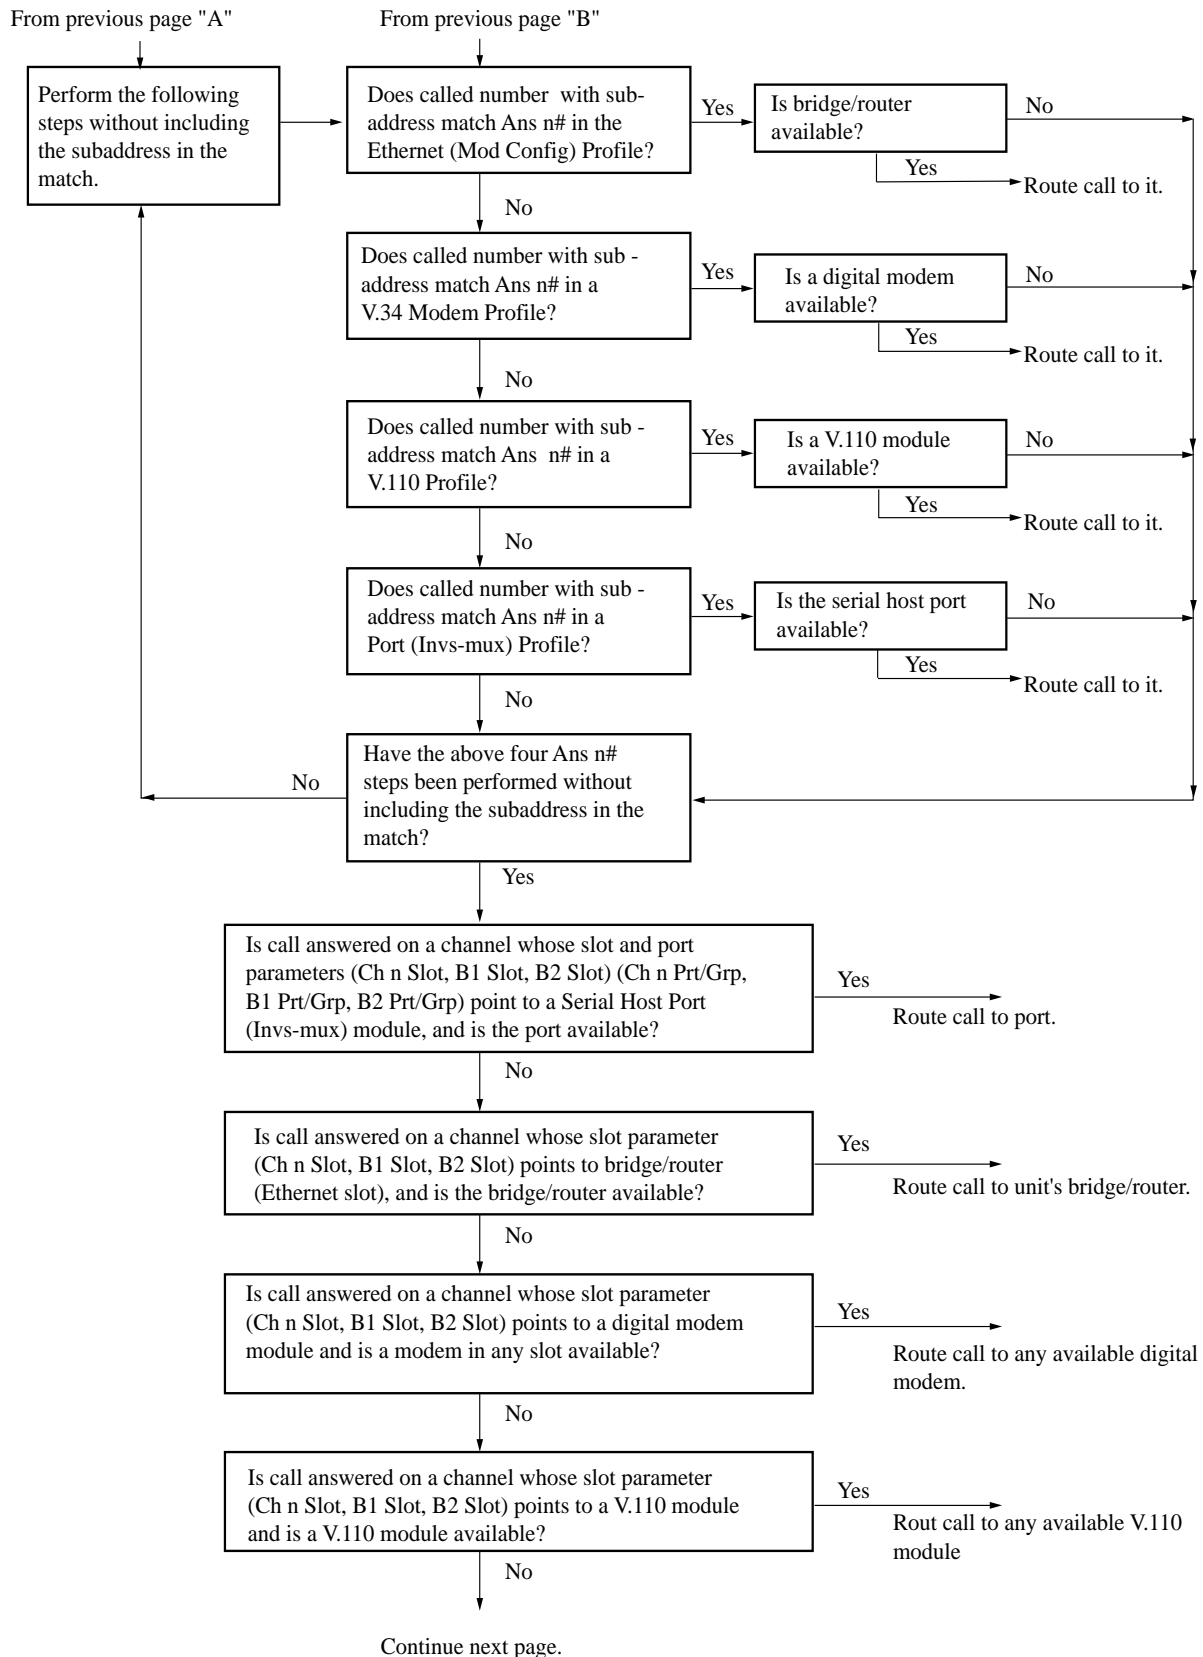 From previous page "A"
From previous page "B"
Perform the following
steps without including
the subaddress in the
match.
Does called number with sub-
address match Ans n# in the
Ethernet (Mod Config) Profile?
Yes
Is bridge/router
available?
No
Yes
Route call to it.
No
Does called number with sub -
address match Ans n# in a
V.34 Modem Profile?
Yes
Is a digital modem
available?
No
Yes
Route call to it.
No
Does called number with sub -
address match Ans n# in a
V.110 Profile?
Yes
Is a V.110 module
available?
No
Yes
Route call to it.
No
Does called number with sub -
address match Ans n# in a
Port (Invs-mux) Profile?
Yes
Is the serial host port
available?
No
Yes
Route call to it.
No
Have the above four Ans n#
steps been performed without
including the subaddress in the
match?
No
Yes
Is call answered on a channel whose slot and port
parameters (Ch n Slot, B1 Slot, B2 Slot) (Ch n Prt/Grp,
B1 Prt/Grp, B2 Prt/Grp) point to a Serial Host Port
(Invs-mux) module, and is the port available?
Yes
Route call to port.
No
Is call answered on a channel whose slot parameter
(Ch n Slot, B1 Slot, B2 Slot) points to bridge/router
(Ethernet slot), and is the bridge/router available?
Yes
Route call to unit's bridge/router.
No
Is call answered on a channel whose slot parameter
(Ch n Slot, B1 Slot, B2 Slot) points to a digital modem
module and is a modem in any slot available?
Yes
Route call to any available digital
modem.
No
Is call answered on a channel whose slot parameter
(Ch n Slot, B1 Slot, B2 Slot) points to a V.110 module
and is a V.110 module available?
Yes
Rout call to any available V.110
module
No
Continue next page.